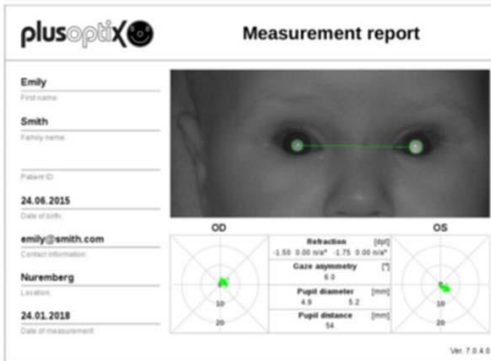 plusoptiX
Measurement report
Emily
First name:
Smith
Family name:
Patient ID:
24.06.2015
Date of birth:
emily@smith.com
Contact information:
Nuremberg
Location:
24.01.2018
Date of measurement:
OD
OS
Refraction [dpt]
-1.50 0.00 n/a° -1.75 0.00 n/a°
Gaze asymmetry [°]
Pupil diameter [mm]
4.9 5.2
Pupil distance [mm]
54
10
20
10
20
Ver. 7.0.4.0